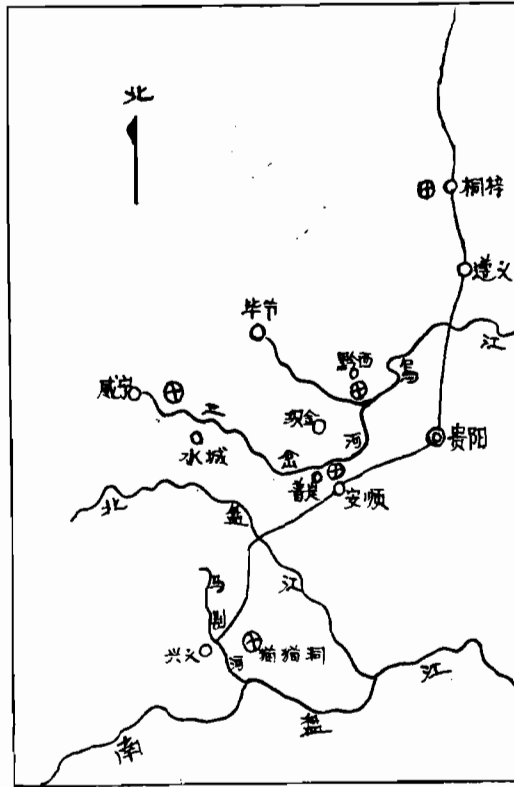 北
桐梓
遵义
毕节
黔西
乌
江
威宁
三
织金
水城
岔
河
贵阳
普定
安顺
北
盘
江
马
别
河
兴义
猫猫洞
南
盘
江